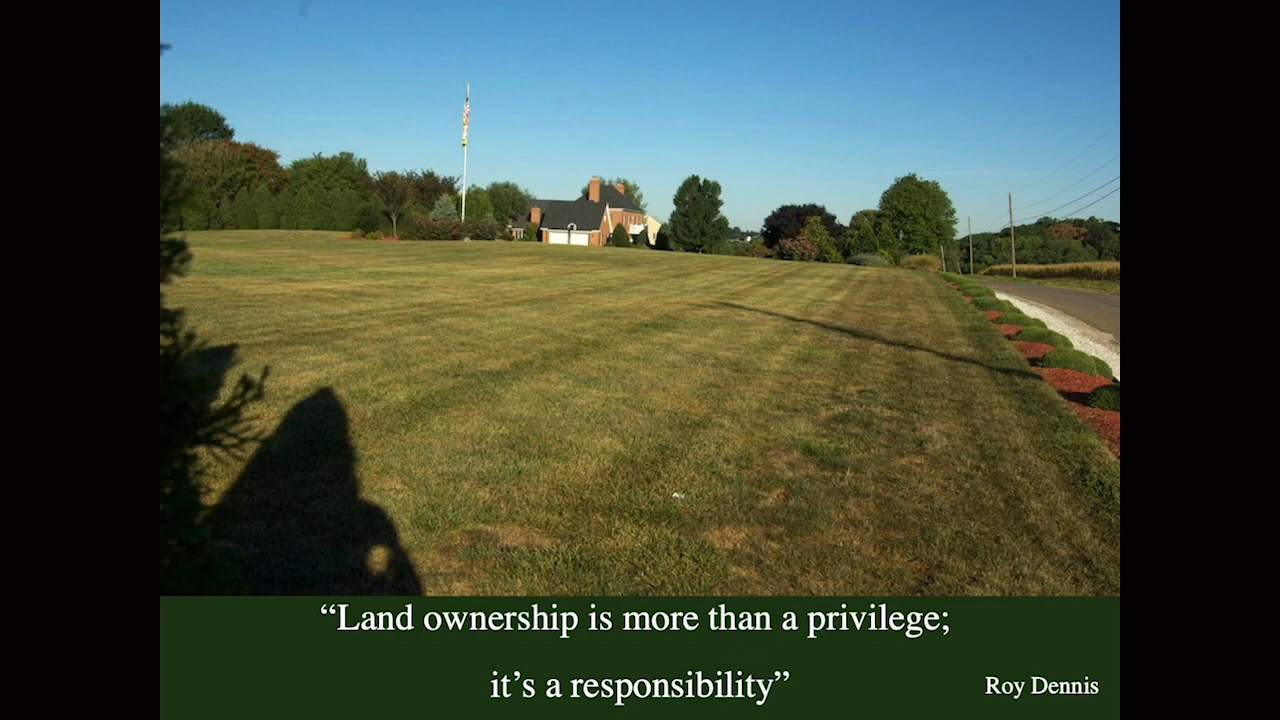 “Land ownership is more than a privilege;
it’s a responsibility”
Roy Dennis